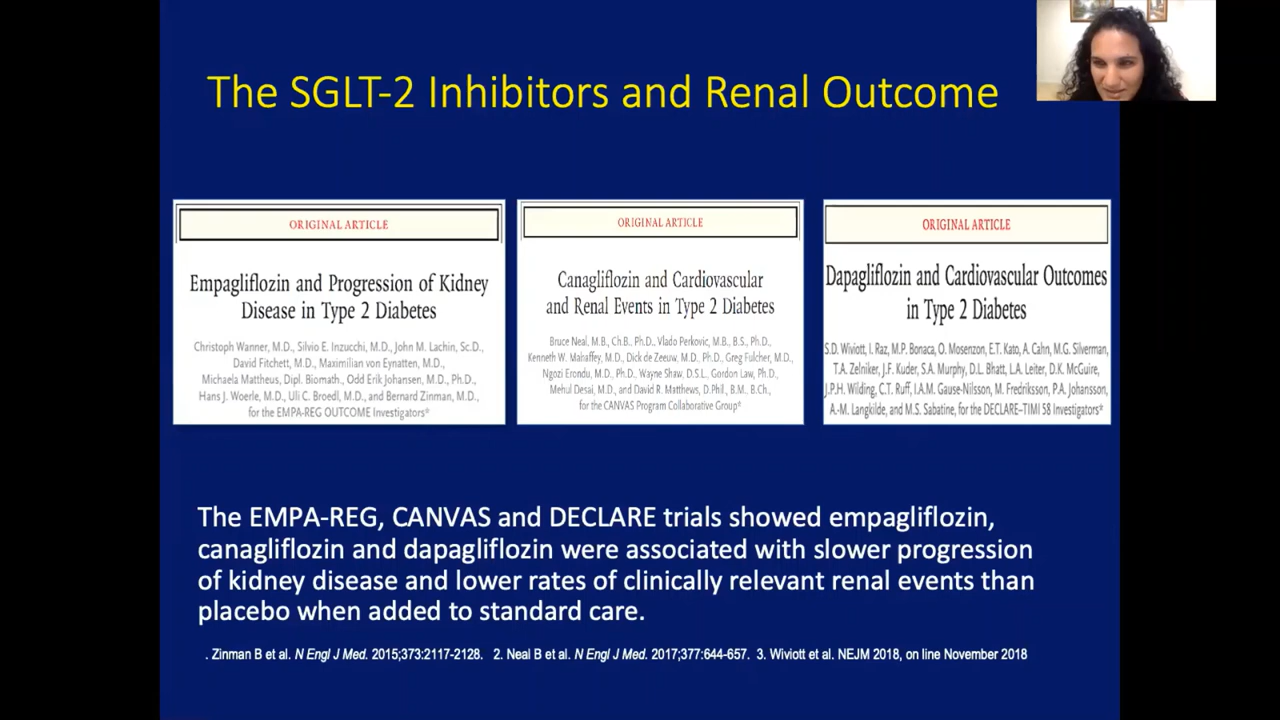 The SGLT-2 Inhibitors and Renal Outcome
ORIGINAL ARTICLE
Empagliflozin and Progression of Kidney
Disease in Type 2 Diabetes
Christoph Wanner, M.D., Silvio E. Inzucchi, M.D., John M. Lachin, Sc.D.,
David Fitchett, M.D., Maximilian von Eynatten, M.D.,
Michaela Mattheus, Dipl. Biomath., Odd Erik Johansen, M.D., Ph.D.,
Hans J. Woerle, M.D., Uli C. Broedl, M.D., and Bernard Zinman, M.D.,
for the EMPA-REG OUTCOME Investigators*
ORIGINAL ARTICLE
Canagliflozin and Cardiovascular
and Renal Events in Type 2 Diabetes
Bruce Neal, M.B., Ch.B., Ph.D., Vlado Perkovic, M.B., B.S., Ph.D.,
Kenneth W. Mahaffey, M.D., Dick de Zeeuw, M.D., Ph.D., Greg Fulcher, M.D.,
Ngozi Erondu, M.D., Ph.D., Wayne Shaw, D.S.L., Gordon Law, Ph.D.,
Mehul Desai, M.D., and David R. Matthews, D.Phil., B.M., B.Ch.,
for the CANVAS Program Collaborative Group*
ORIGINAL ARTICLE
Dapagliflozin and Cardiovascular Outcomes
in Type 2 Diabetes
S.D. Wiviott, I. Raz, M.P. Bonaca, O. Mosenzon, E.T. Kato, A. Cahn, M.G. Silverman,
T.A. Zelniker, J.F. Kuder, S.A. Murphy, D.L. Bhatt, L.A. Leiter, D.K. McGuire,
J.P.H. Wilding, C.T. Ruff, I.A.M. Gause-Nilsson, M. Fredriksson, P.A. Johansson,
A.-M. Langkilde, and M.S. Sabatine, for the DECLARE–TIMI 58 Investigators*
The EMPA-REG, CANVAS and DECLARE trials showed empagliflozin,
canagliflozin and dapagliflozin were associated with slower progression
of kidney disease and lower rates of clinically relevant renal events than
placebo when added to standard care.
. Zinman B et al. N Engl J Med. 2015;373:2117-2128. 2. Neal B et al. N Engl J Med. 2017;377:644-657. 3. Wiviott et al. NEJM 2018, on line November 2018